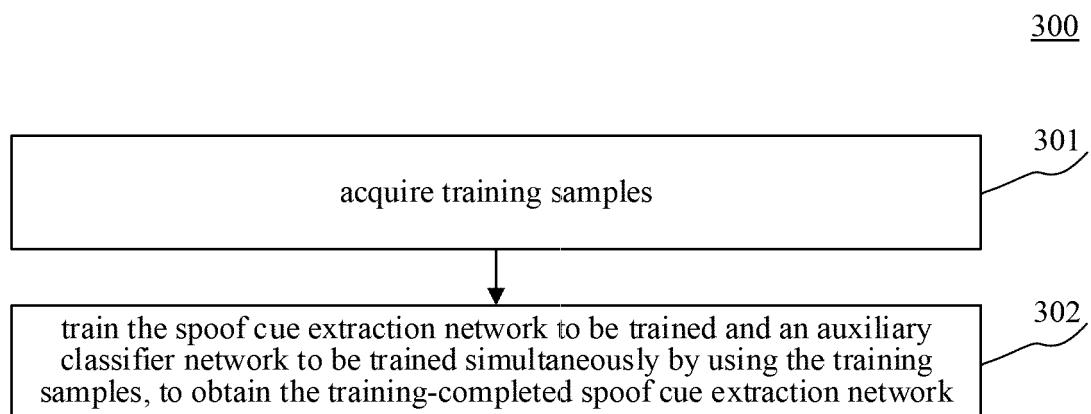 300
301
acquire training samples
302
train the spoof cue extraction network to be trained and an auxiliary
classifier network to be trained simultaneously by using the training
samples, to obtain the training-completed spoof cue extraction network